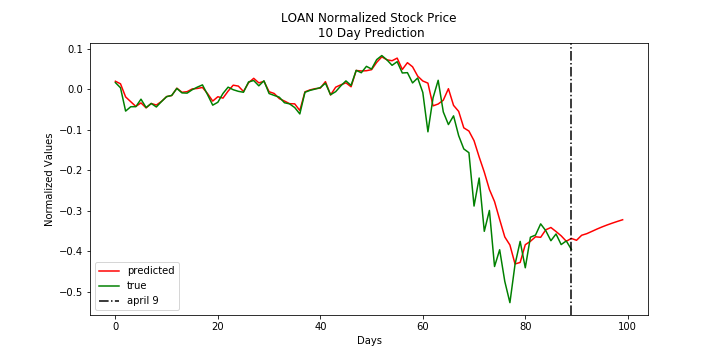 LOAN Normalized Stock Price
10 Day Prediction
0.1
0.0
−0.1
−0.2
−0.3
−0.4
−0.5
Normalized Values
predicted
true
april 9
0 20 40 60 80 100
Days